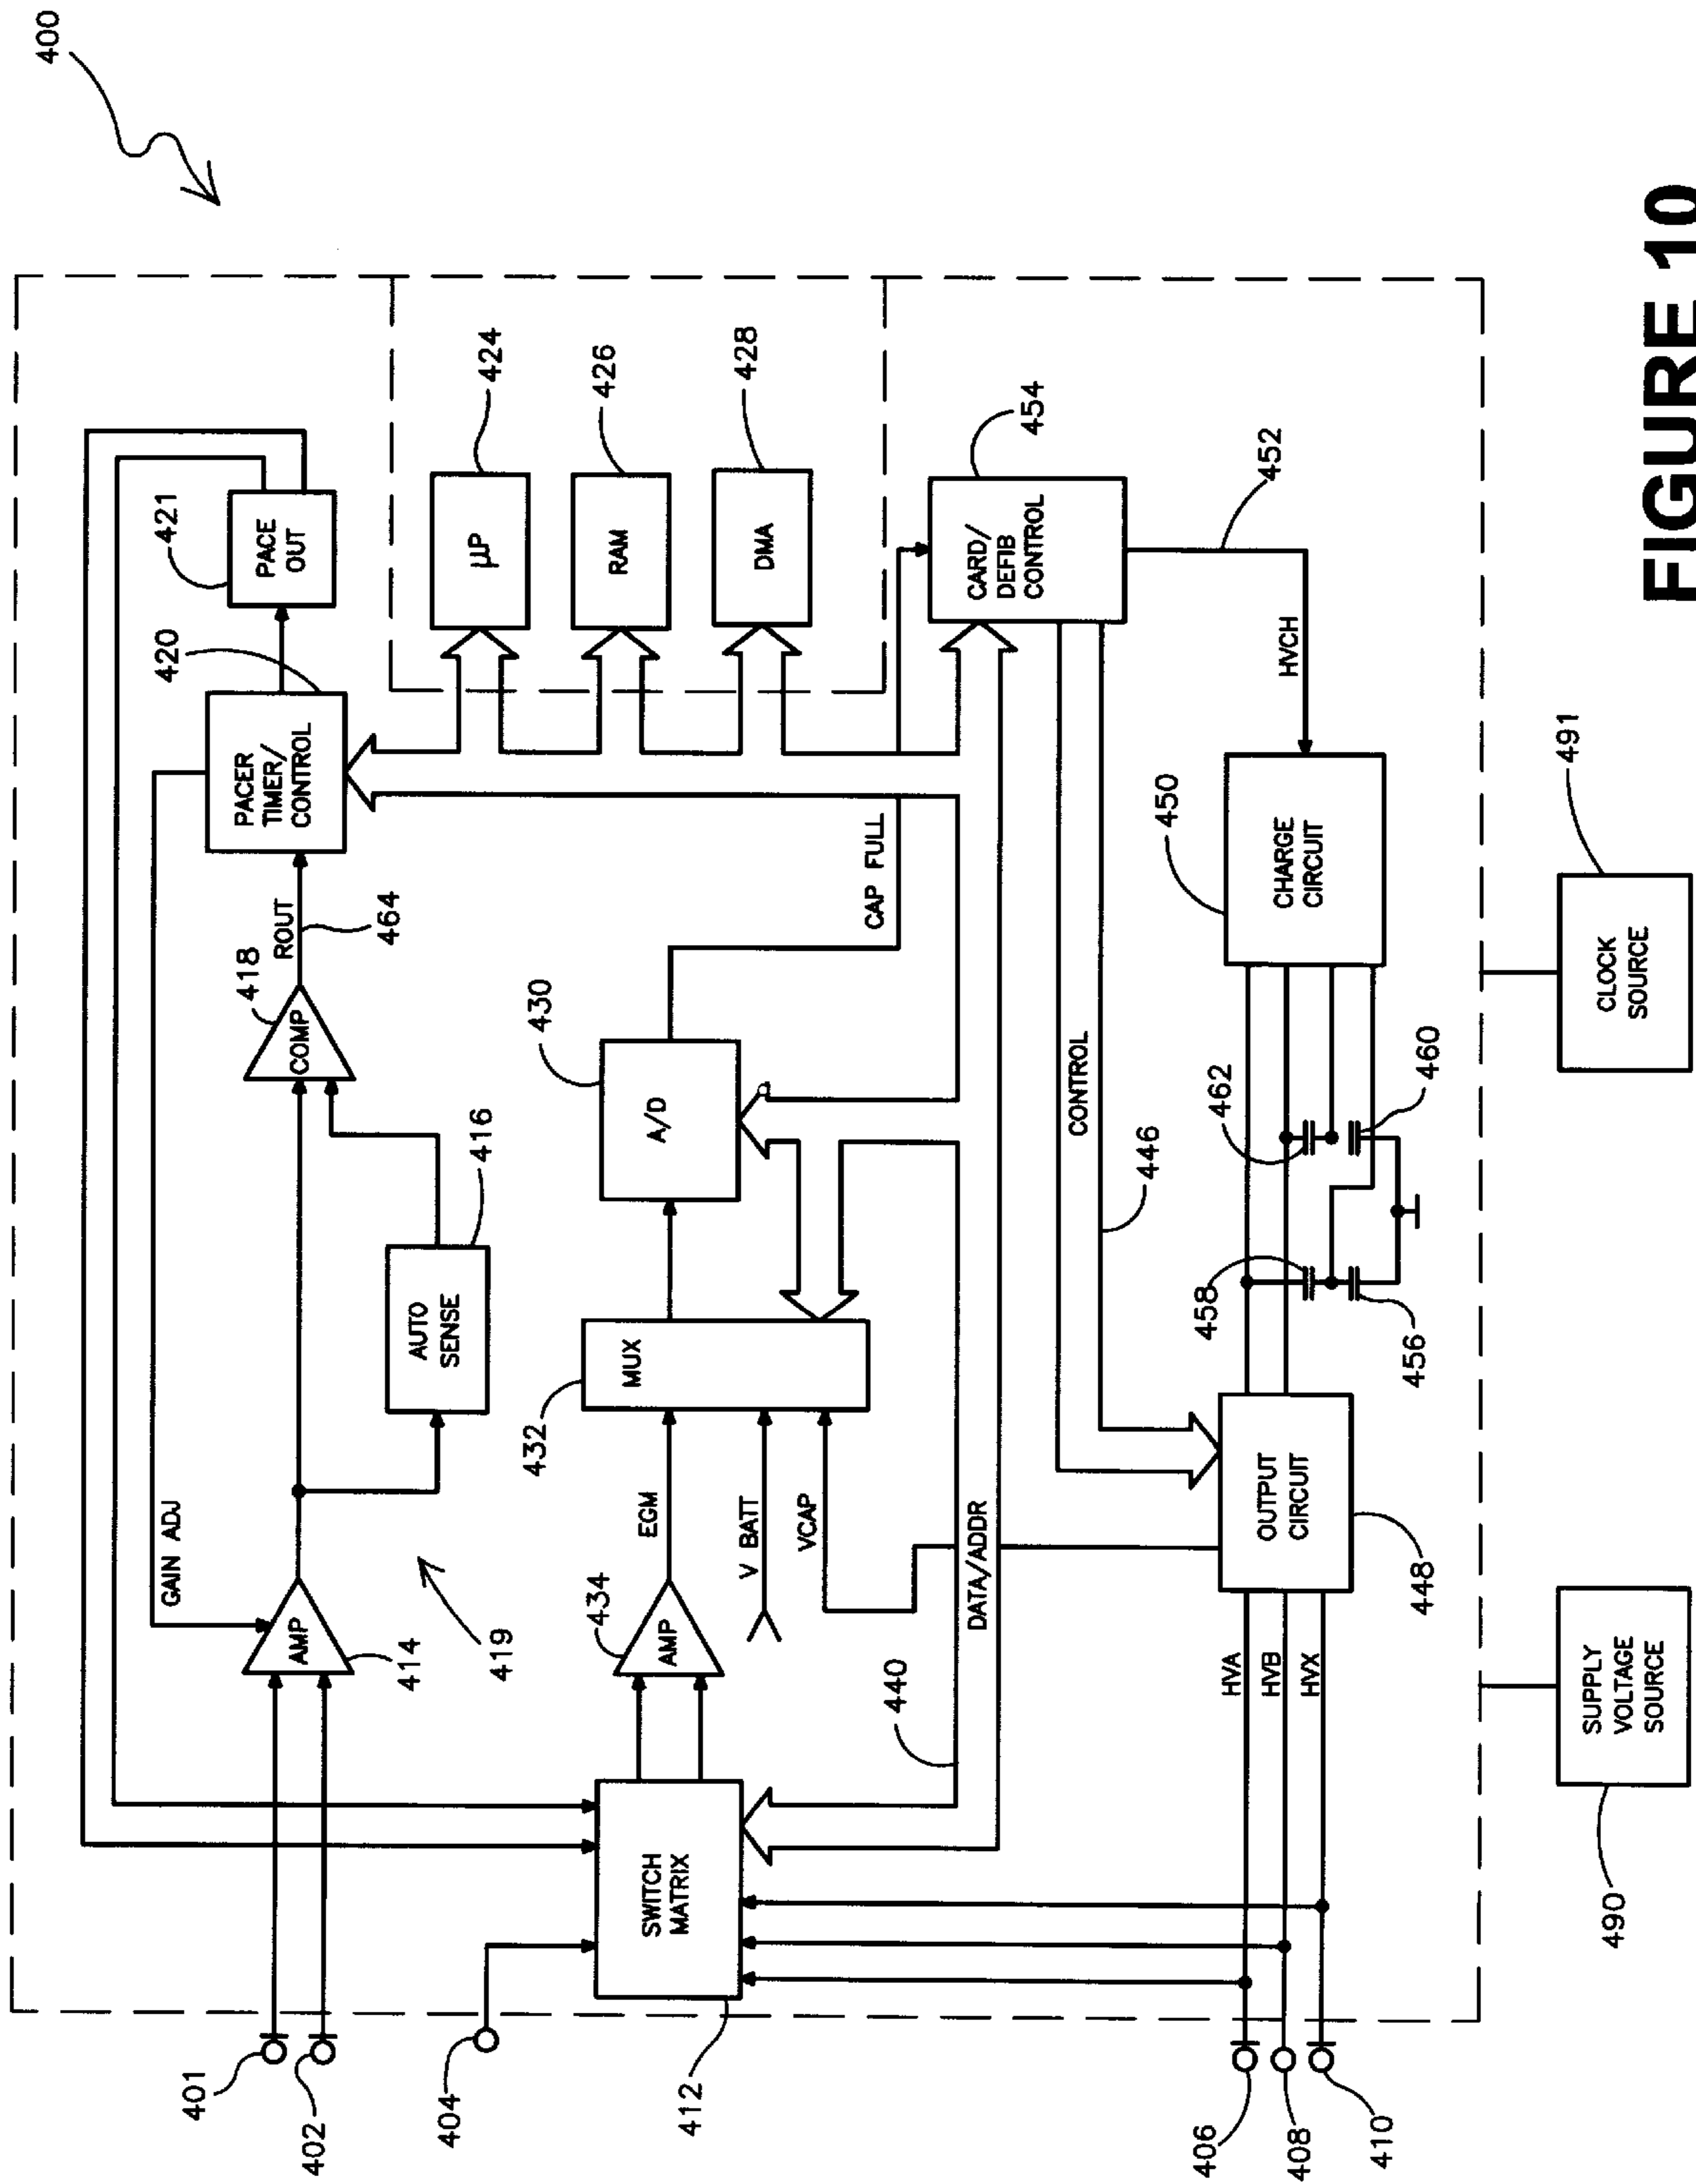 400
421
PACE
OUT
420
PACER
TIMER/
CONTROL
GAIN ADJ
ROUT
464
418
COMP
AMP
414
419
AUTO
SENSE
416
µP
424
RAM
426
DMA
428
430
A/D
CAP FULL
432
MUX
EGM
V BATT
VCAP
434
AMP
401
402
404
SWITCH
MATRIX
412
440
DATA/ADDR
CARD/
DEFIB
CONTROL
454
452
HVCH
CONTROL
446
450
CHARGE
CIRCUIT
462
460
458
456
OUTPUT
CIRCUIT
448
HVA
HVB
HVX
406
408
410
491
CLOCK
SOURCE
SUPPLY
VOLTAGE
SOURCE
490
FIGURE 10